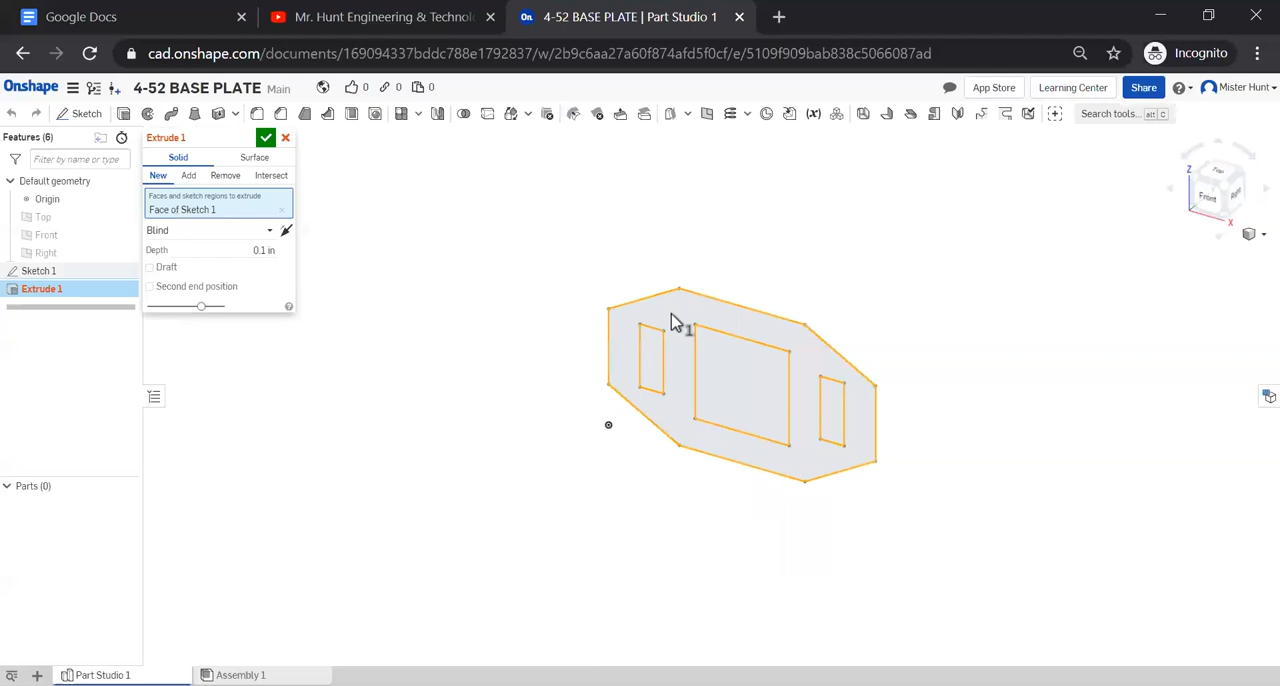 Google Docs
Mr. Hunt Engineering & Technol
On 4-52 BASE PLATE | Part Studio 1
cad.onshape.com/documents/169094337bddc788e1792837/w/2b9c6aa27a60f874afd5f0cf/e/5109f909bab838c5066087ad
Incognito
Onshape
4-52 BASE PLATE Main
0
0
0
App Store
Learning Center
Share
Mister Hunt
Sketch
(x)
Search tools... alt C
Features (6)
Filter by name or type
Default geometry
Origin
Top
Front
Right
Sketch 1
Extrude 1
Parts (0)
Extrude 1
Solid Surface
New Add Remove Intersect
Faces and sketch regions to extrude
Face of Sketch 1
Blind
Depth 0.1 in
Draft
Second end position
1
Z
Top
Front
Right
X
Part Studio 1
Assembly 1